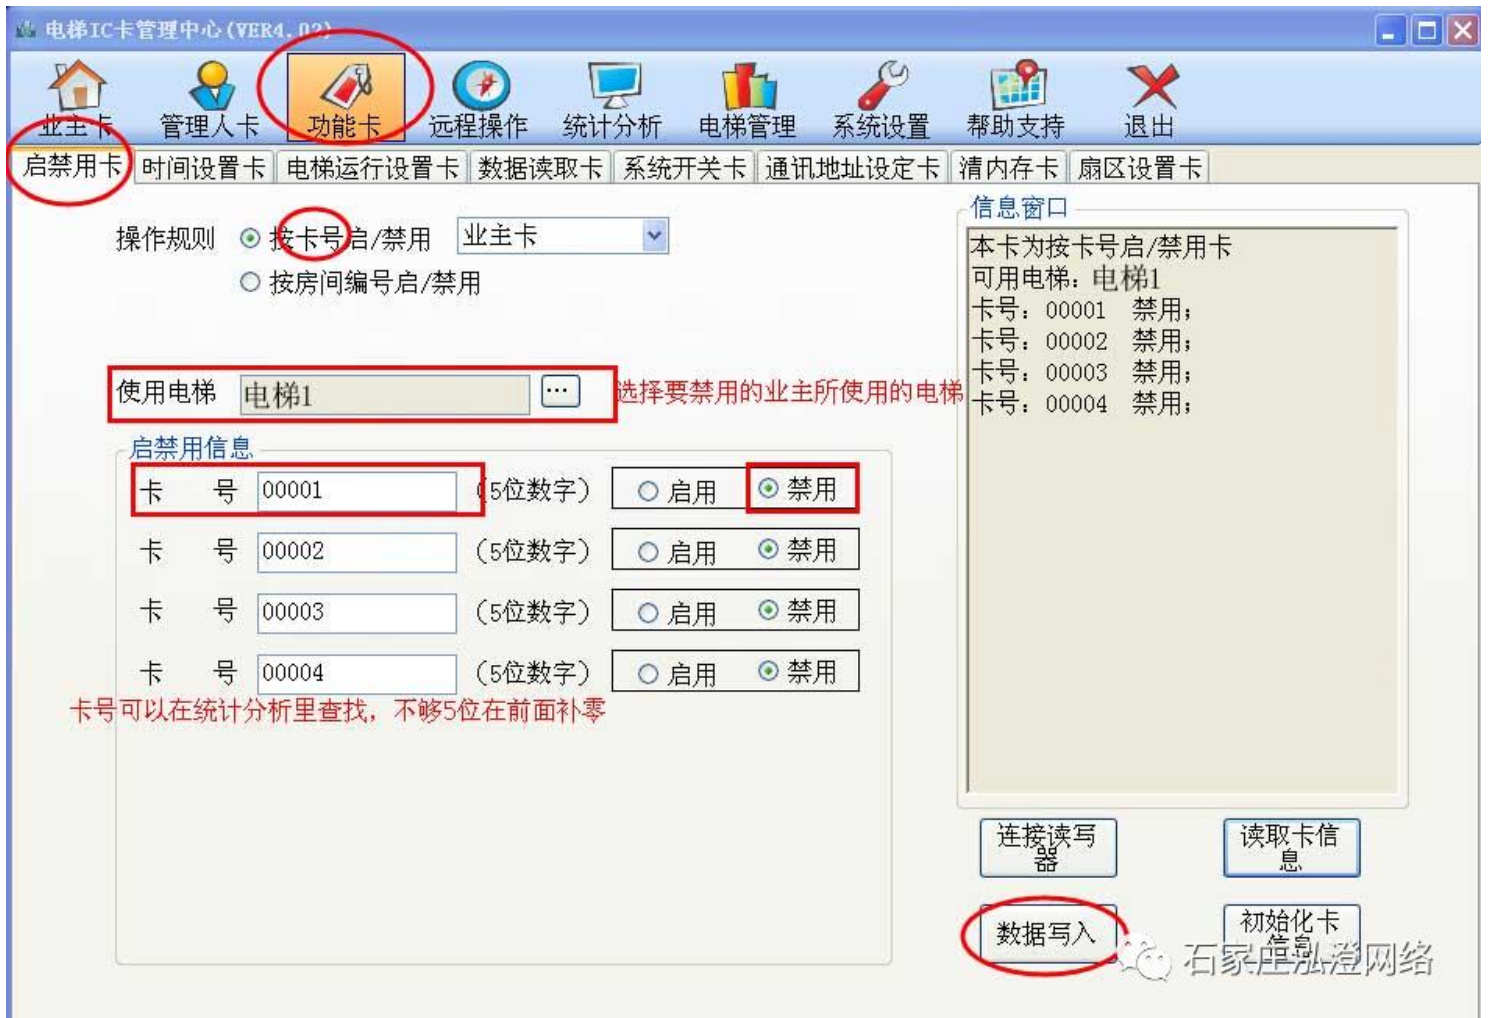 电梯IC卡管理中心(VER4.02)
业主卡 管理人卡 功能卡 远程操作 统计分析 电梯管理 系统设置 帮助支持 退出
启禁用卡 时间设置卡 电梯运行设置卡 数据读取卡 系统开关卡 通讯地址设定卡 清内存卡 扇区设置卡
操作规则 按卡号启/禁用 业主卡
按房间编号启/禁用
使用电梯 电梯1 ... 选择要禁用的业主所使用的电梯
启禁用信息
卡 号 00001 (5位数字) 启用 禁用
卡 号 00002 (5位数字) 启用 禁用
卡 号 00003 (5位数字) 启用 禁用
卡 号 00004 (5位数字) 启用 禁用
卡号可以在统计分析里查找，不够5位在前面补零
信息窗口
本卡为按卡号启/禁用卡
可用电梯：电梯1
卡号：00001 禁用；
卡号：00002 禁用；
卡号：00003 禁用；
卡号：00004 禁用；
连接读写
器
读取卡信
息
数据写入
初始化卡
信息
石家庄泓澄网络